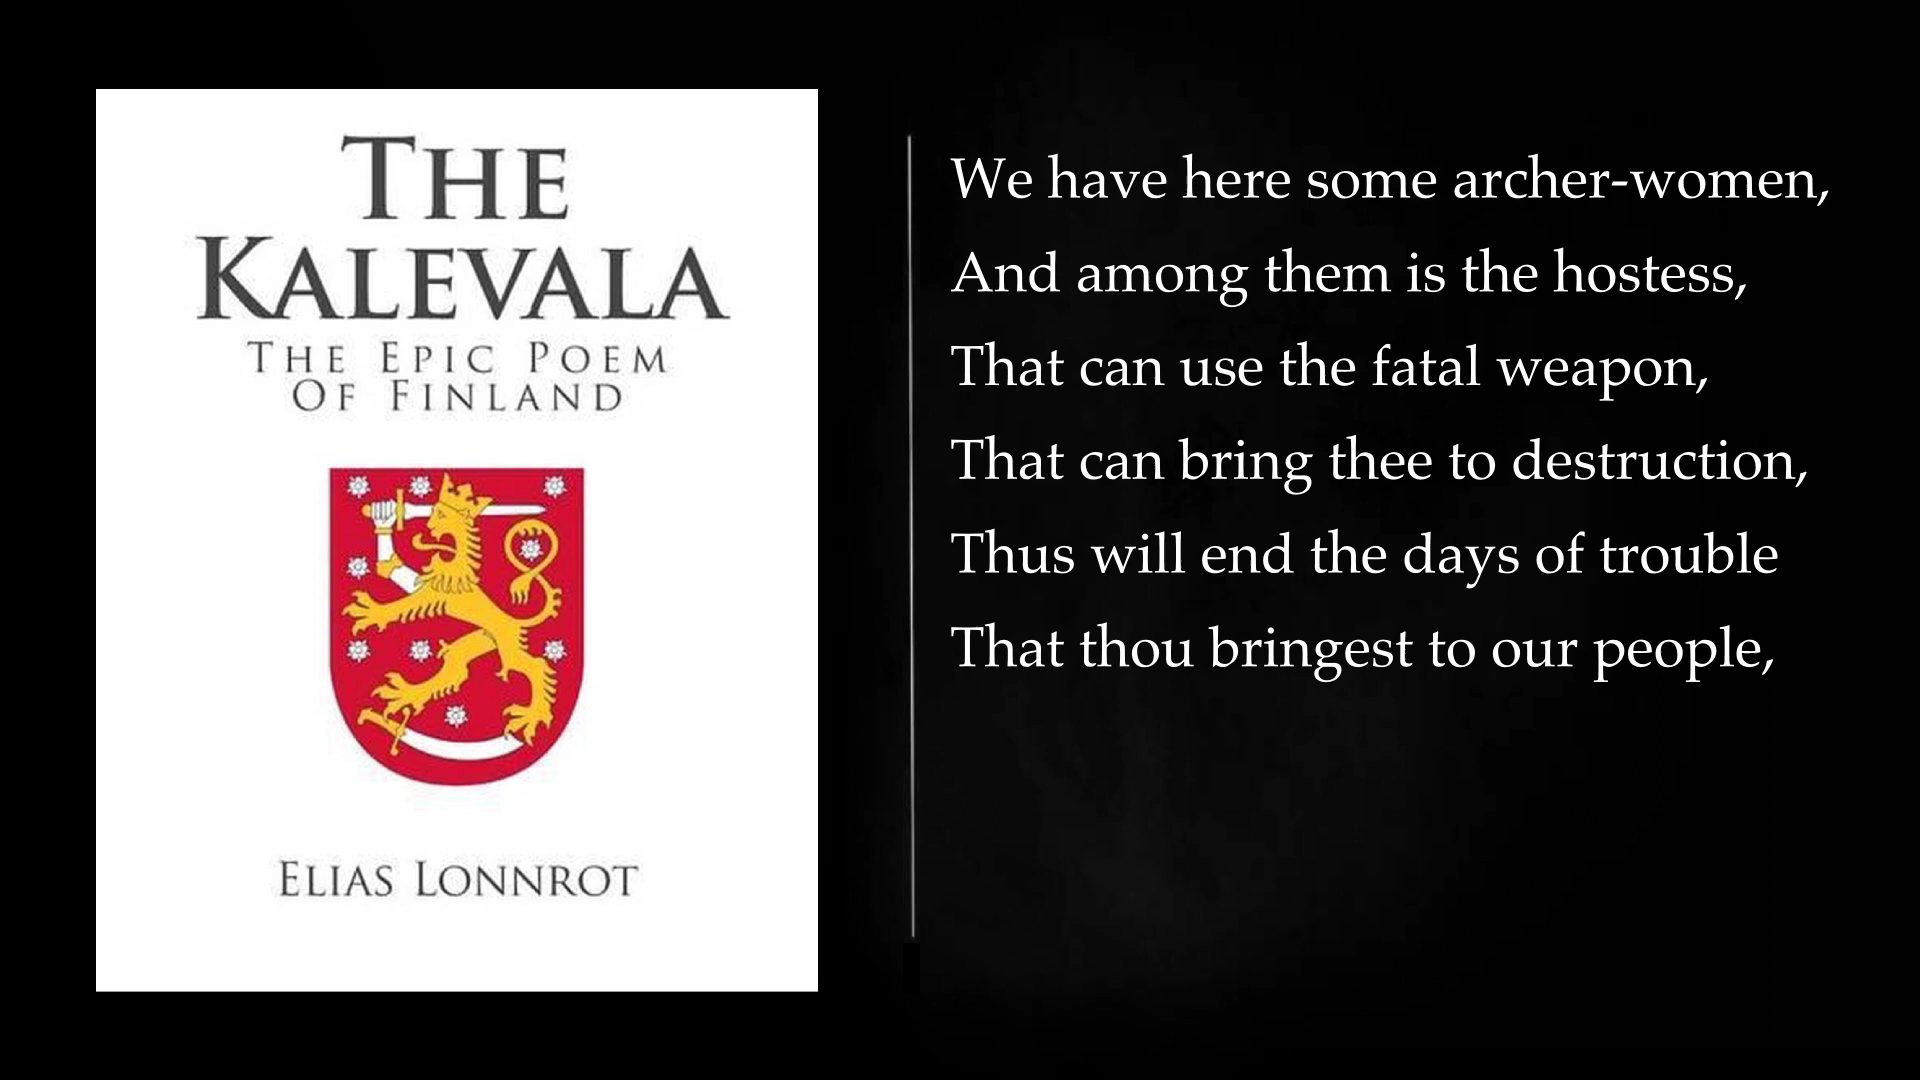 THE
KALEVALA
THE EPIC POEM
OF FINLAND
ELIAS LONNROT
We have here some archer-women,
And among them is the hostess,
That can use the fatal weapon,
That can bring thee to destruction,
Thus will end the days of trouble
That thou bringest to our people,